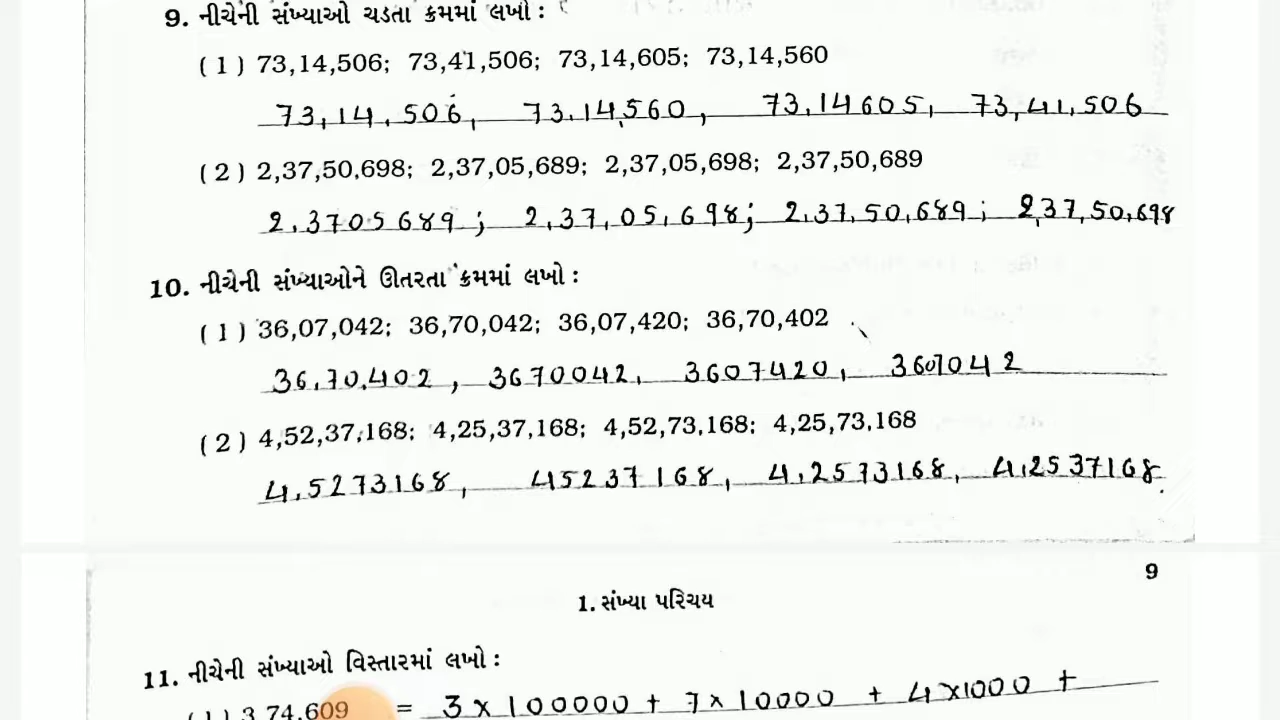 9. નીચેની સંખ્યાઓ ચડતા ક્રમમાં લખો :
( 1 ) 73,14,506; 73,41,506; 73,14,605; 73,14,560
73,14,506, 73,14,560, 73,14605, 73,41,506
( 2 ) 2,37,50,698; 2,37,05,689; 2,37,05,698; 2,37,50,689
2,3705689; 2,37,05,698; 2,37,50,689; 2,37,50,698
10. નીચેની સંખ્યાઓને ઊતરતા ક્રમમાં લખો :
( 1 ) 36,07,042; 36,70,042; 36,07,420; 36,70,402
36,70,402, 3670042, 3607420, 3607042
( 2 ) 4,52,37,168; 4,25,37,168; 4,52,73,168; 4,25,73,168
4,5273168, 45237168, 4,2573168, 4,2537168.
9
1. સંખ્યા પરિચય
11. નીચેની સંખ્યાઓ વિસ્તારમાં લખો :
( 1 ) 3,74,609 = 3 × 100000 + 7 × 10000 + 4 × 1000 +